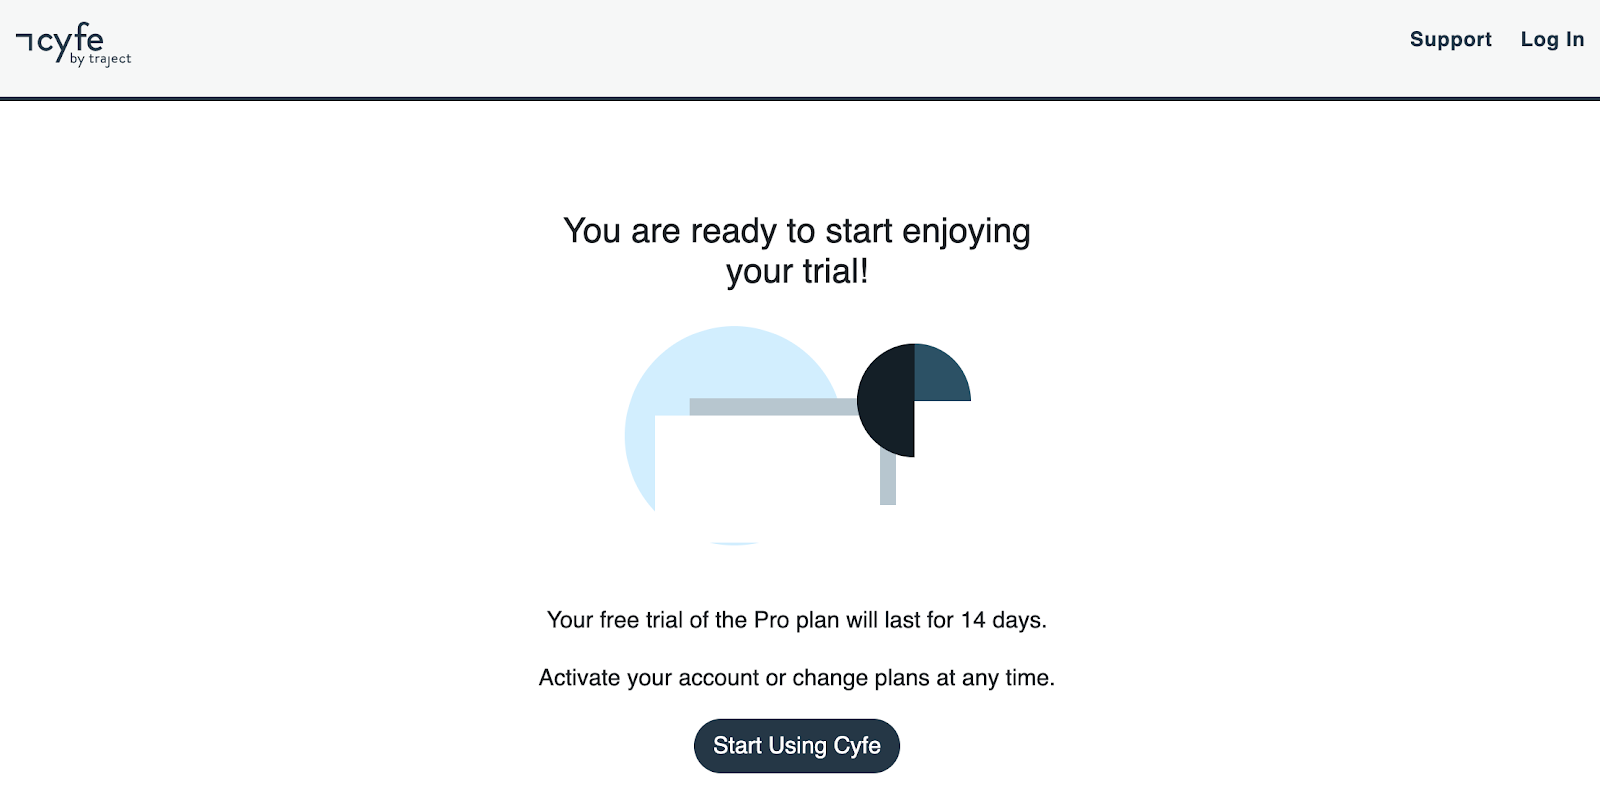 cyfe
by traject
Support
Log In
You are ready to start enjoying
your trial!
Your free trial of the Pro plan will last for 14 days.
Activate your account or change plans at any time.
Start Using Cyfe